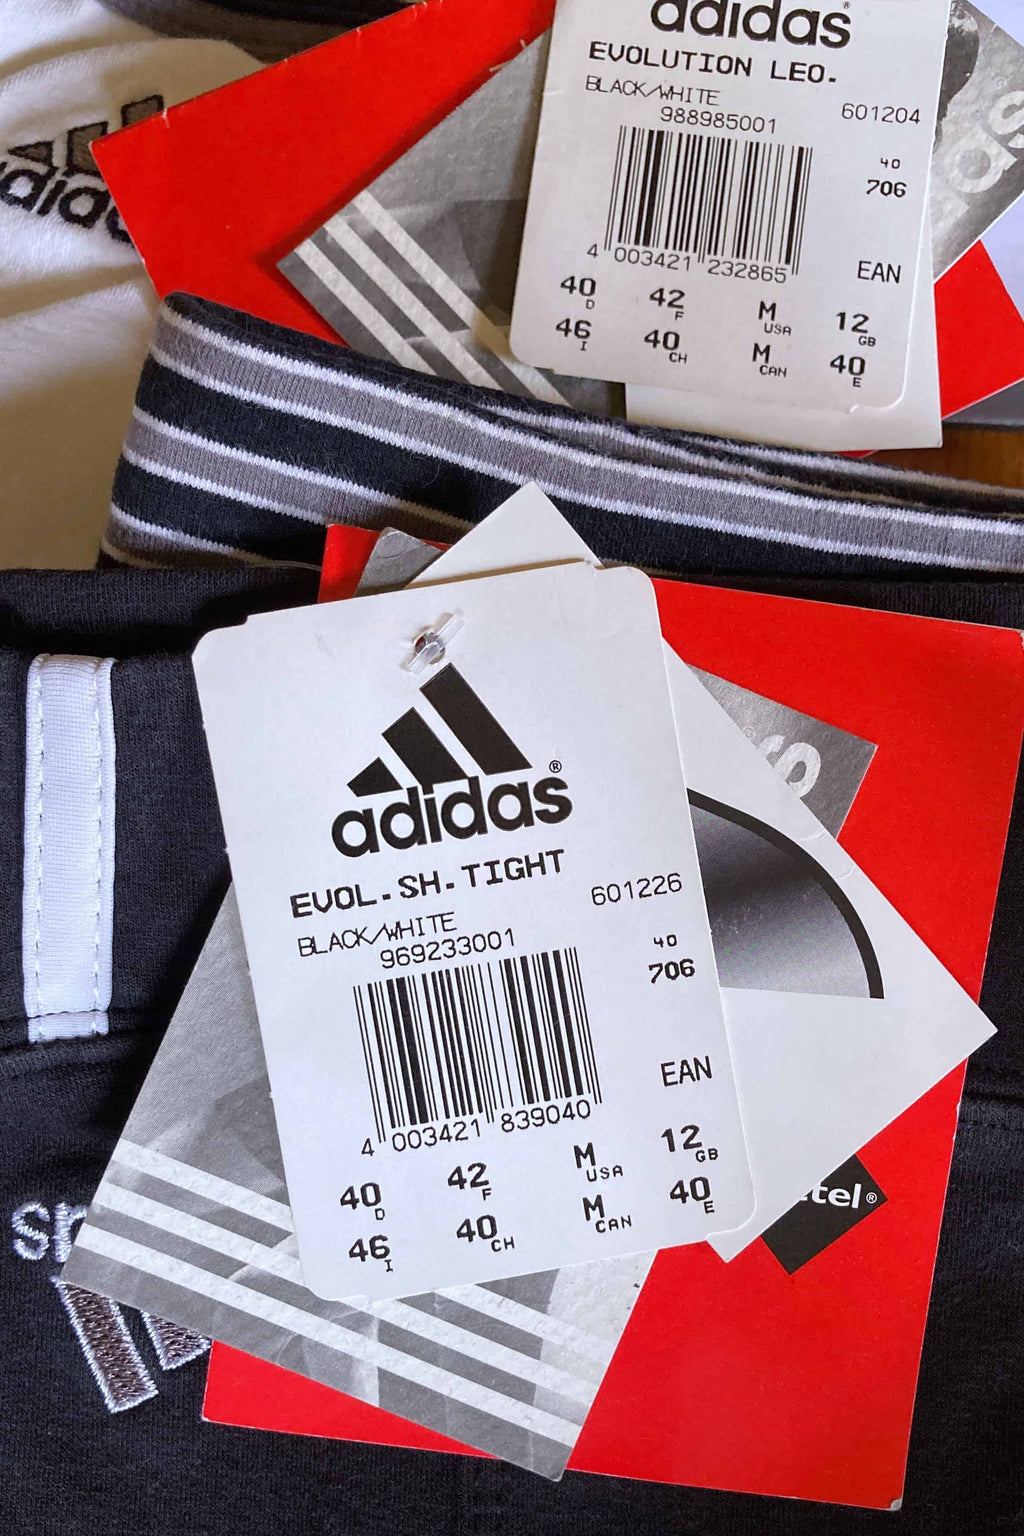 adidas®
EVOLUTION LEO.
BLACK/WHITE
988985001
601204
40
706
4 003421 232865
EAN
40 D 42 F M USA 12 GB
46 I 40 CH M CAN 40 E
adidas
adidas®
EVOL.SH.TIGHT
BLACK/WHITE
969233001
601226
40
706
4 003421 839040
EAN
40 D 42 F M USA 12 GB
46 I 40 CH M CAN 40 E